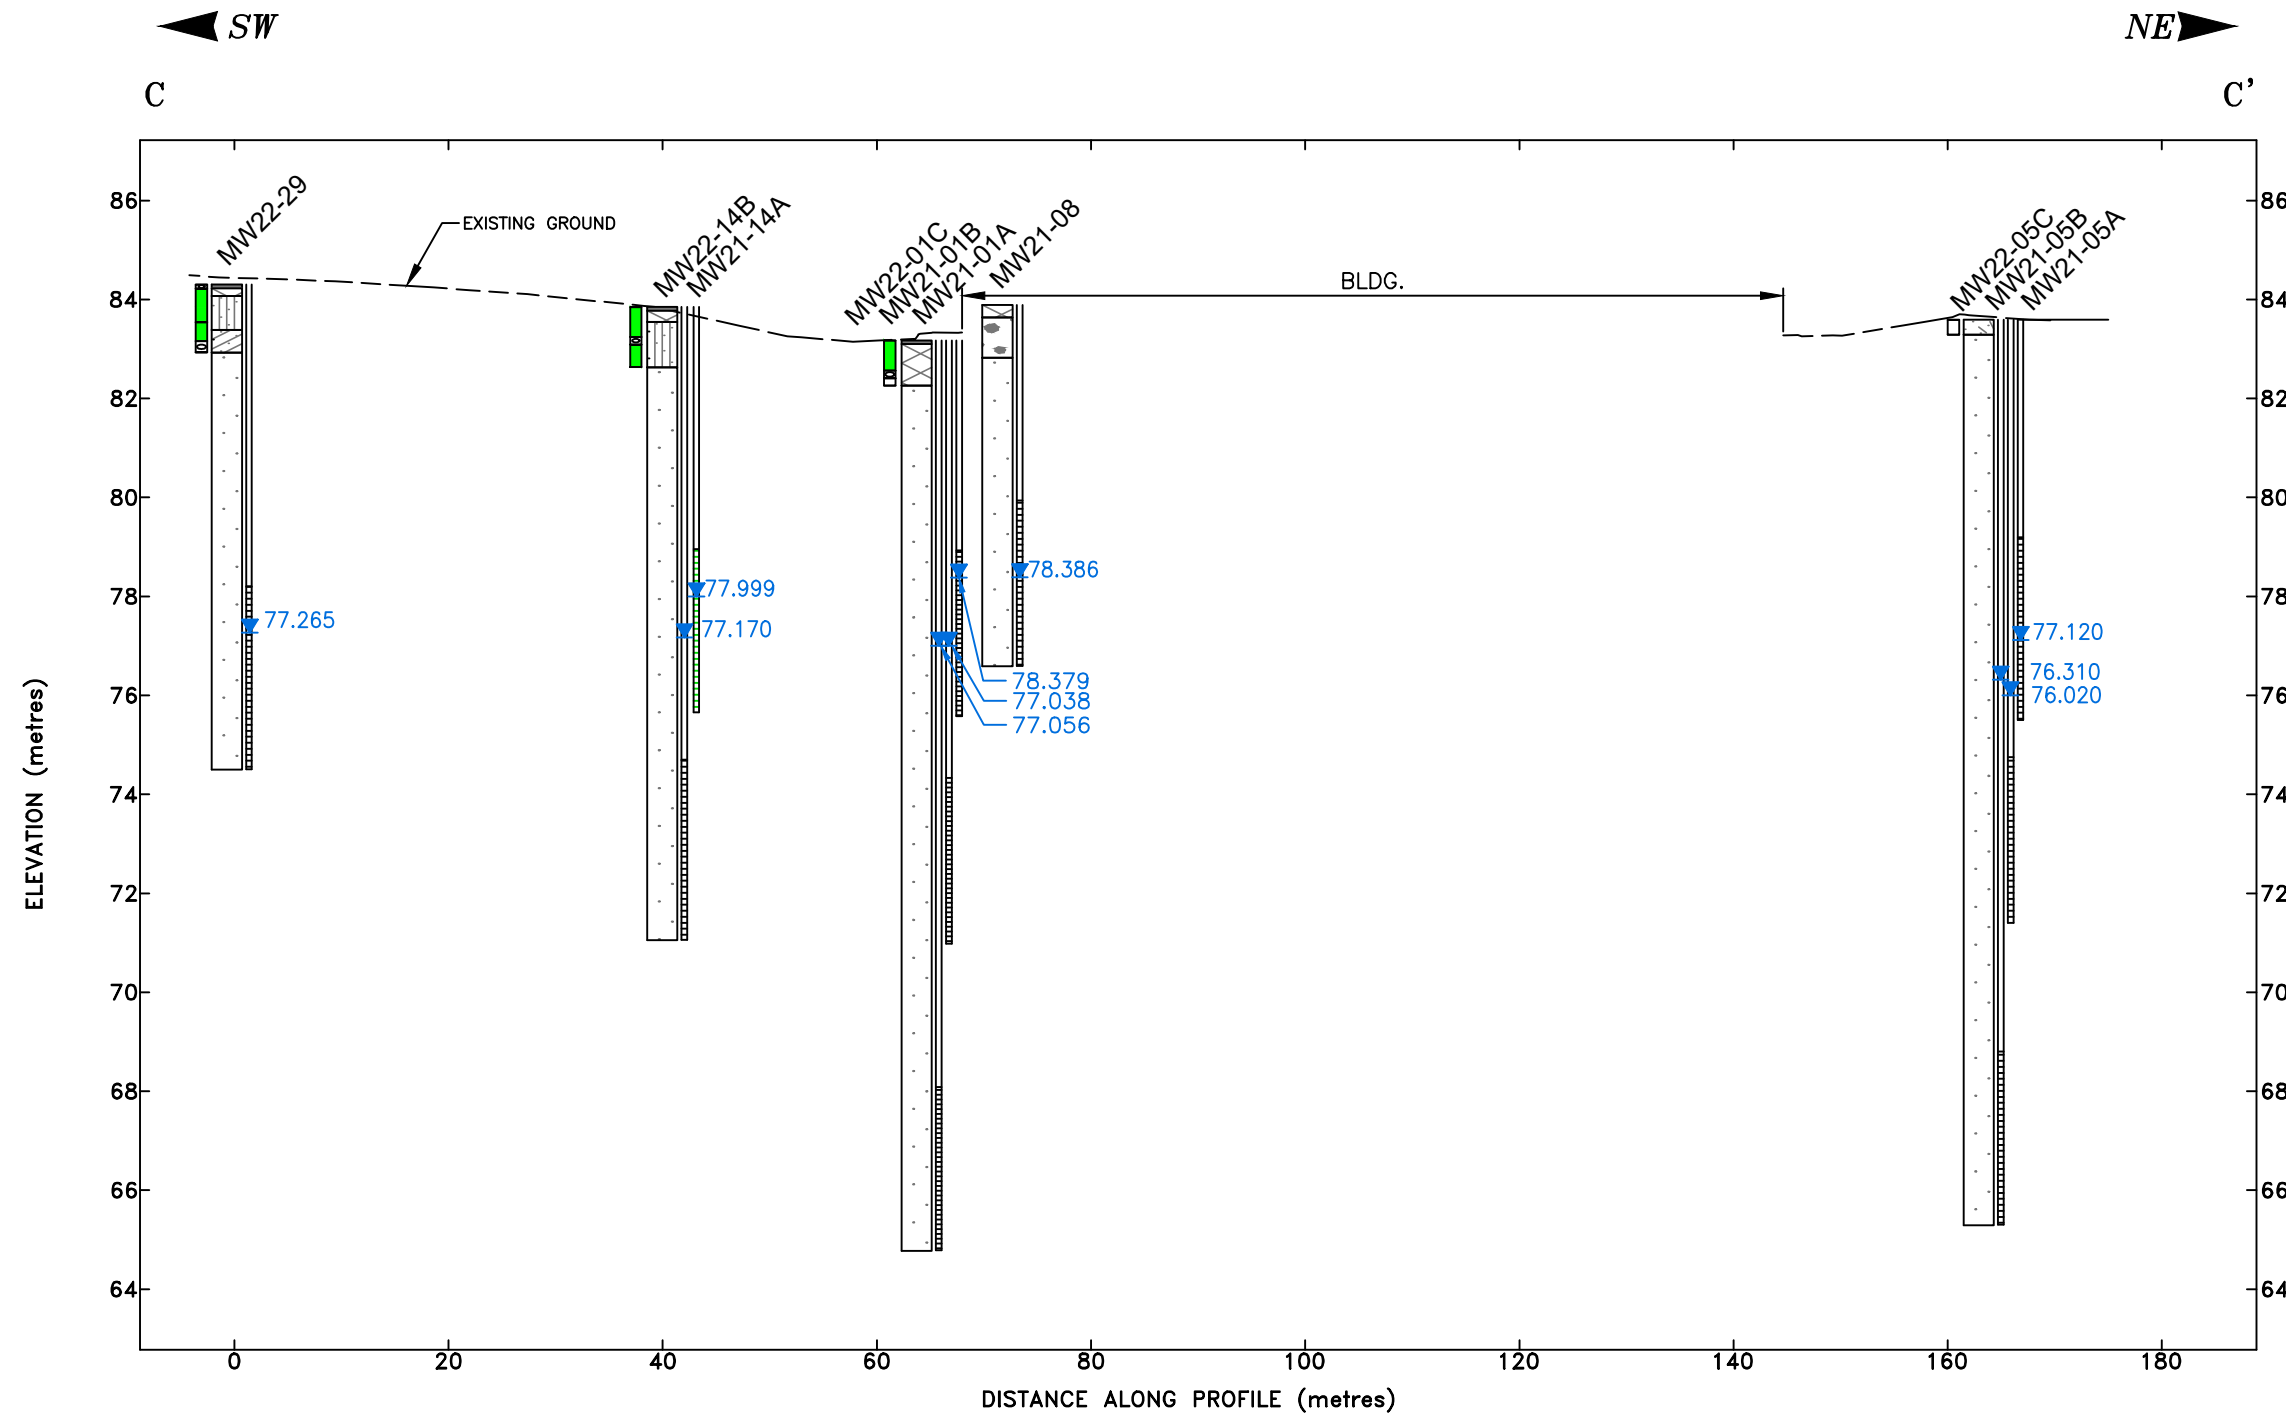 SW
NE
C
C'
MW22-29
EXISTING GROUND
MW22-14B
MW21-14A
MW22-01C
MW21-01B
MW21-01A
MW21-08
BLDG.
MW22-05C
MW21-05B
MW21-05A
86
86
84
84
82
82
80
80
78
78
76
76
74
74
72
72
70
70
68
68
66
66
64
64
77.265
77.999
77.170
78.386
78.379
77.038
77.056
77.120
76.310
76.020
ELEVATION (metres)
0 20 40 60 80 100 120 140 160 180
DISTANCE ALONG PROFILE (metres)